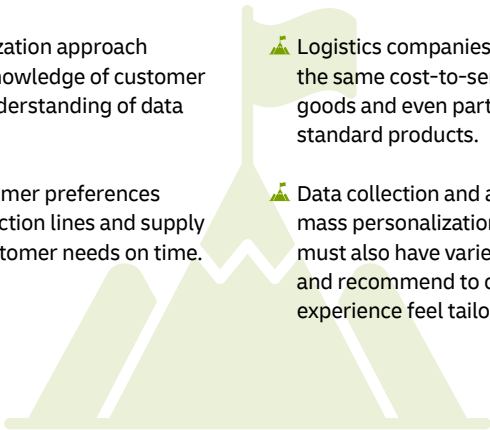 zation approach
nowledge of customer
derstanding of data
mer preferences
ction lines and supply
tomer needs on time.
Logistics companies
the same cost-to-se
goods and even part
standard products.
Data collection and a
mass personalization
must also have varie
and recommend to c
experience feel tailo